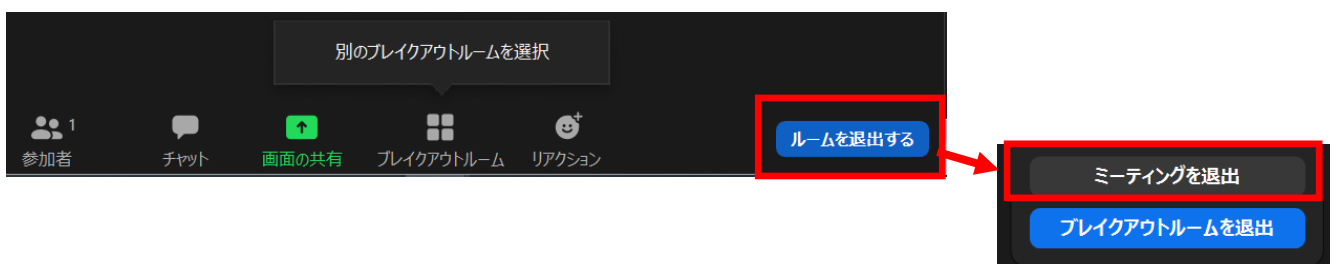 別のブレイクアウトルームを選択
1
参加者
チャット
画面の共有
ブレイクアウトルーム
リアクション
ルームを退出する
ミーティングを退出
ブレイクアウトルームを退出